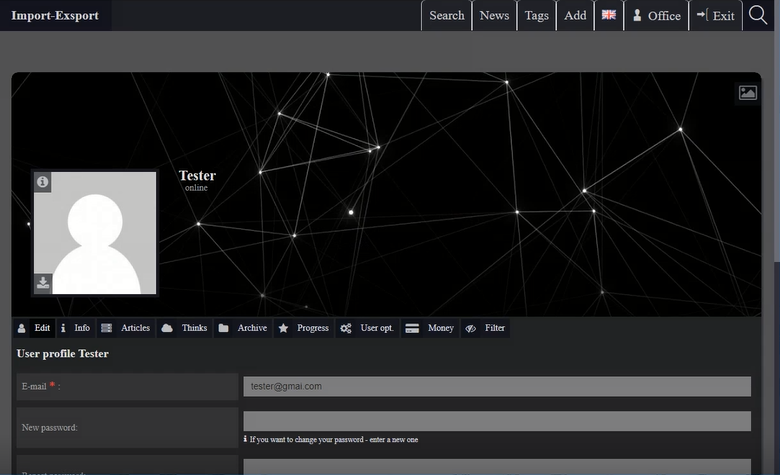 Import-Exsport
Search News Tags Add Office Exit
Tester
online
Edit Info Articles Thinks Archive Progress User opt. Money Filter
User profile Tester
E-mail * :
tester@gmai.com
New password:
If you want to change your password - enter a new one